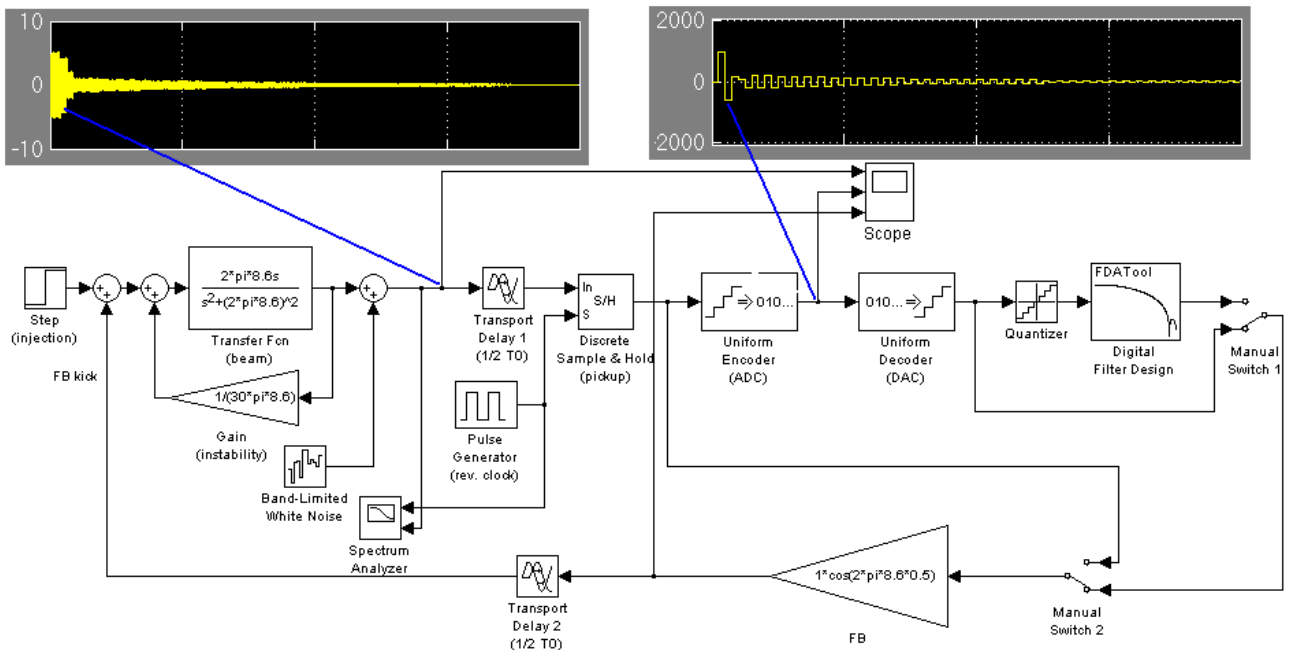 10
0
-10
2000
0
-2000
Scope
Step
(injection)
FB kick
2*pi*8.6s
s²+(2*pi*8.6)^2
Transfer Fcn
(beam)
1/(30*pi*8.6)
Gain
(instability)
Band-Limited
White Noise
Transport
Delay 1
(1/2 T0)
In
S/H
S
Discrete
Sample & Hold
(pickup)
Pulse
Generator
(rev. clock)
Spectrum
Analyzer
010...
Uniform
Encoder
(ADC)
010...
Uniform
Decoder
(DAC)
Quantizer
FDATool
Digital
Filter Design
Manual
Switch 1
Transport
Delay 2
(1/2 T0)
1*cos(2*pi*8.6*0.5)
FB
Manual
Switch 2